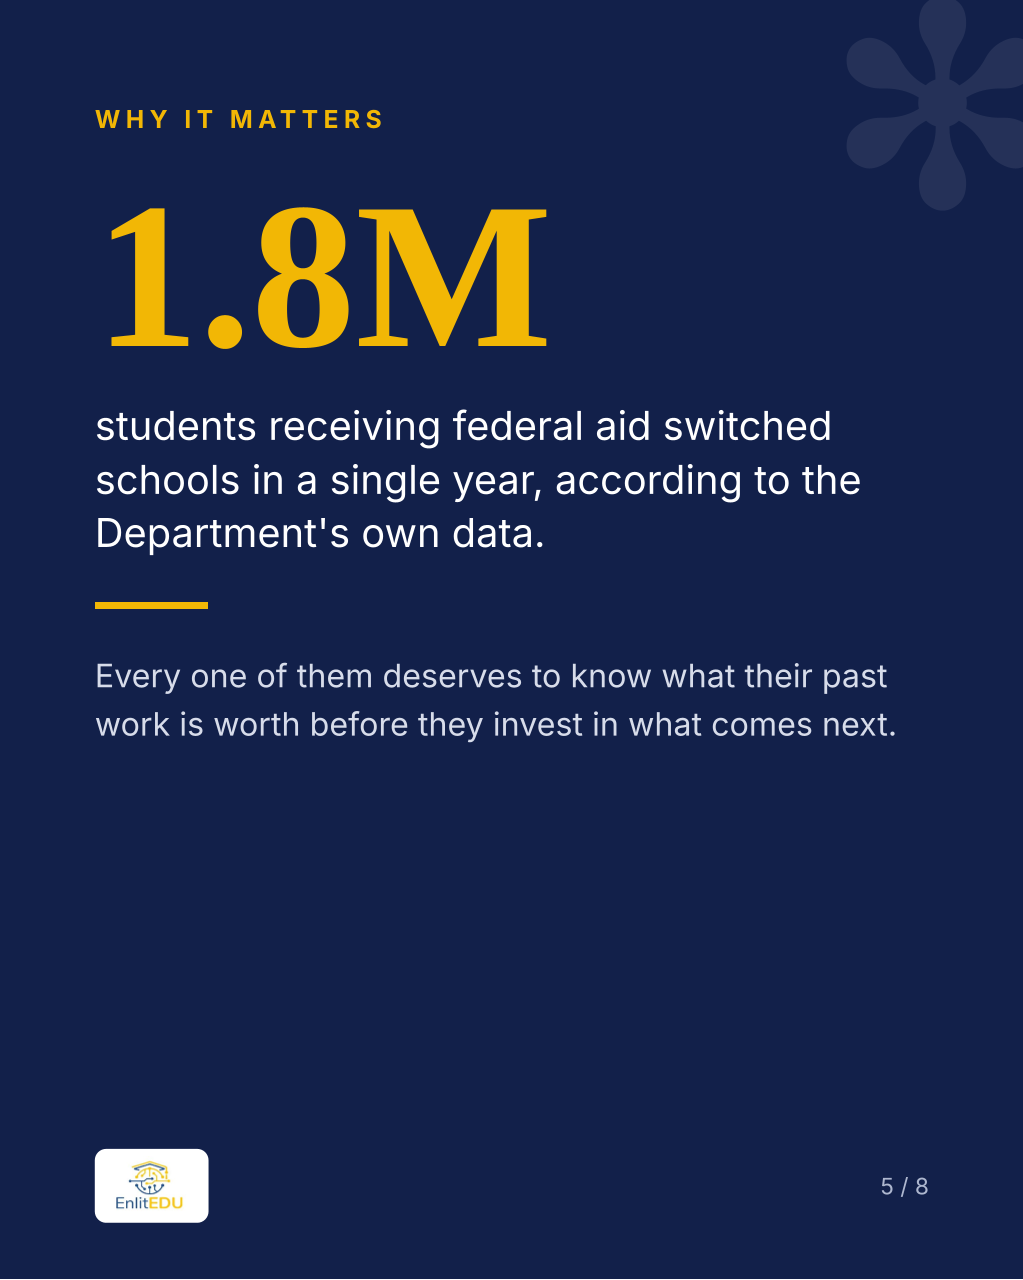 WHY IT MATTERS
1.8M
students receiving federal aid switched
schools in a single year, according to the
Department's own data.
Every one of them deserves to know what their past
work is worth before they invest in what comes next.
EnlitEDU
5 / 8